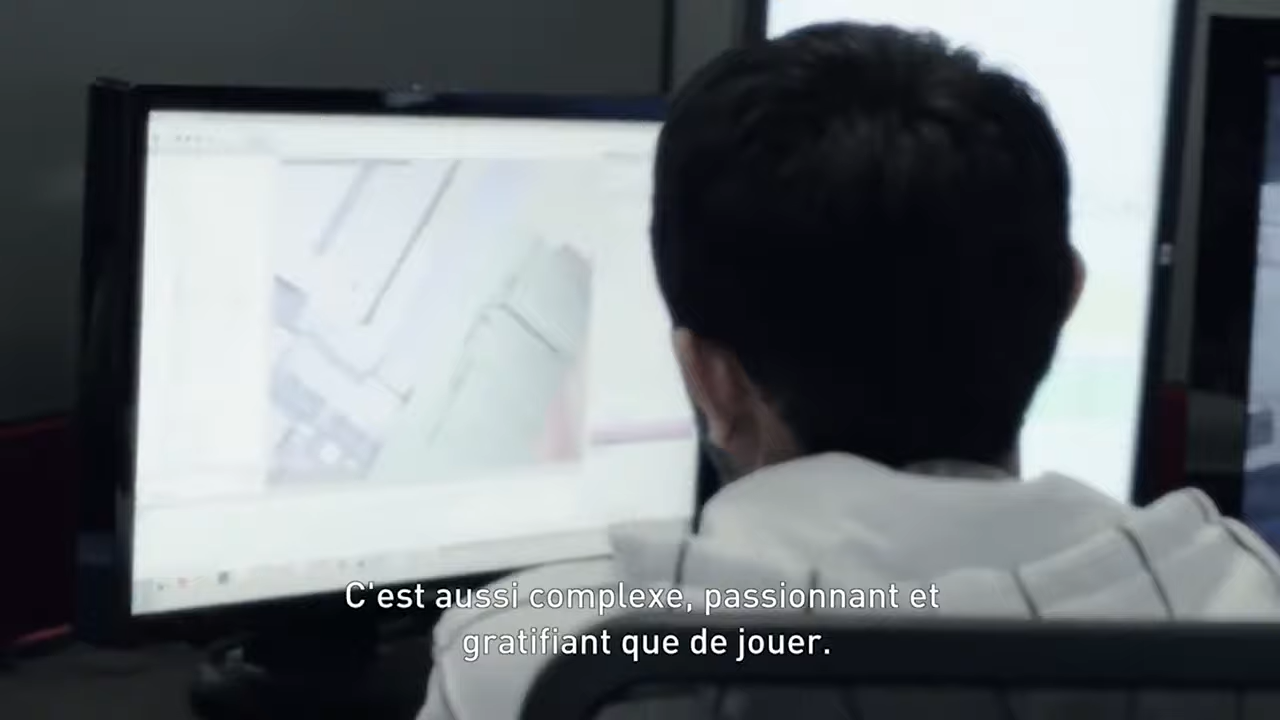 C'est aussi complexe, passionnant et
gratifiant que de jouer.